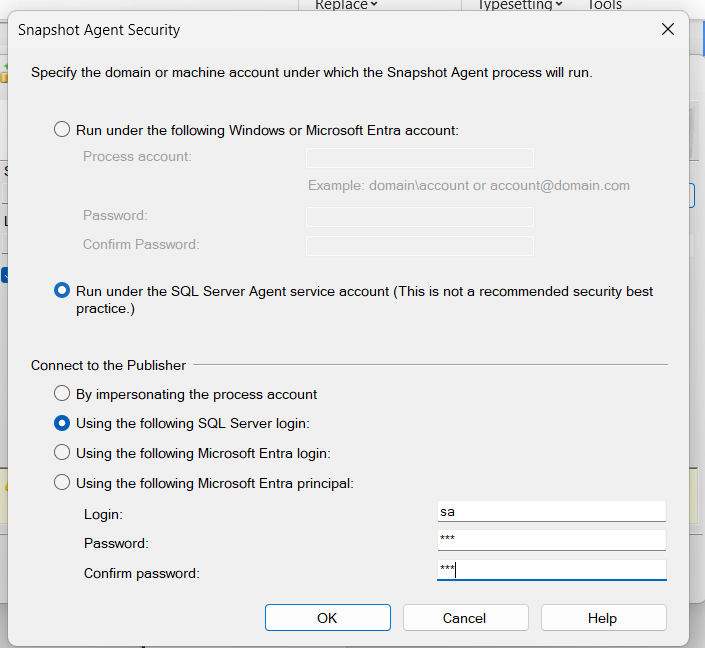 Replace
Typesetting
Tools
Snapshot Agent Security
Specify the domain or machine account under which the Snapshot Agent process will run.
Run under the following Windows or Microsoft Entra account:
Process account:
Example: domain\account or account@domain.com
Password:
Confirm Password:
Run under the SQL Server Agent service account (This is not a recommended security best
practice.)
Connect to the Publisher
By impersonating the process account
Using the following SQL Server login:
Using the following Microsoft Entra login:
Using the following Microsoft Entra principal:
Login: sa
Password: ***
Confirm password: ***
OK Cancel Help